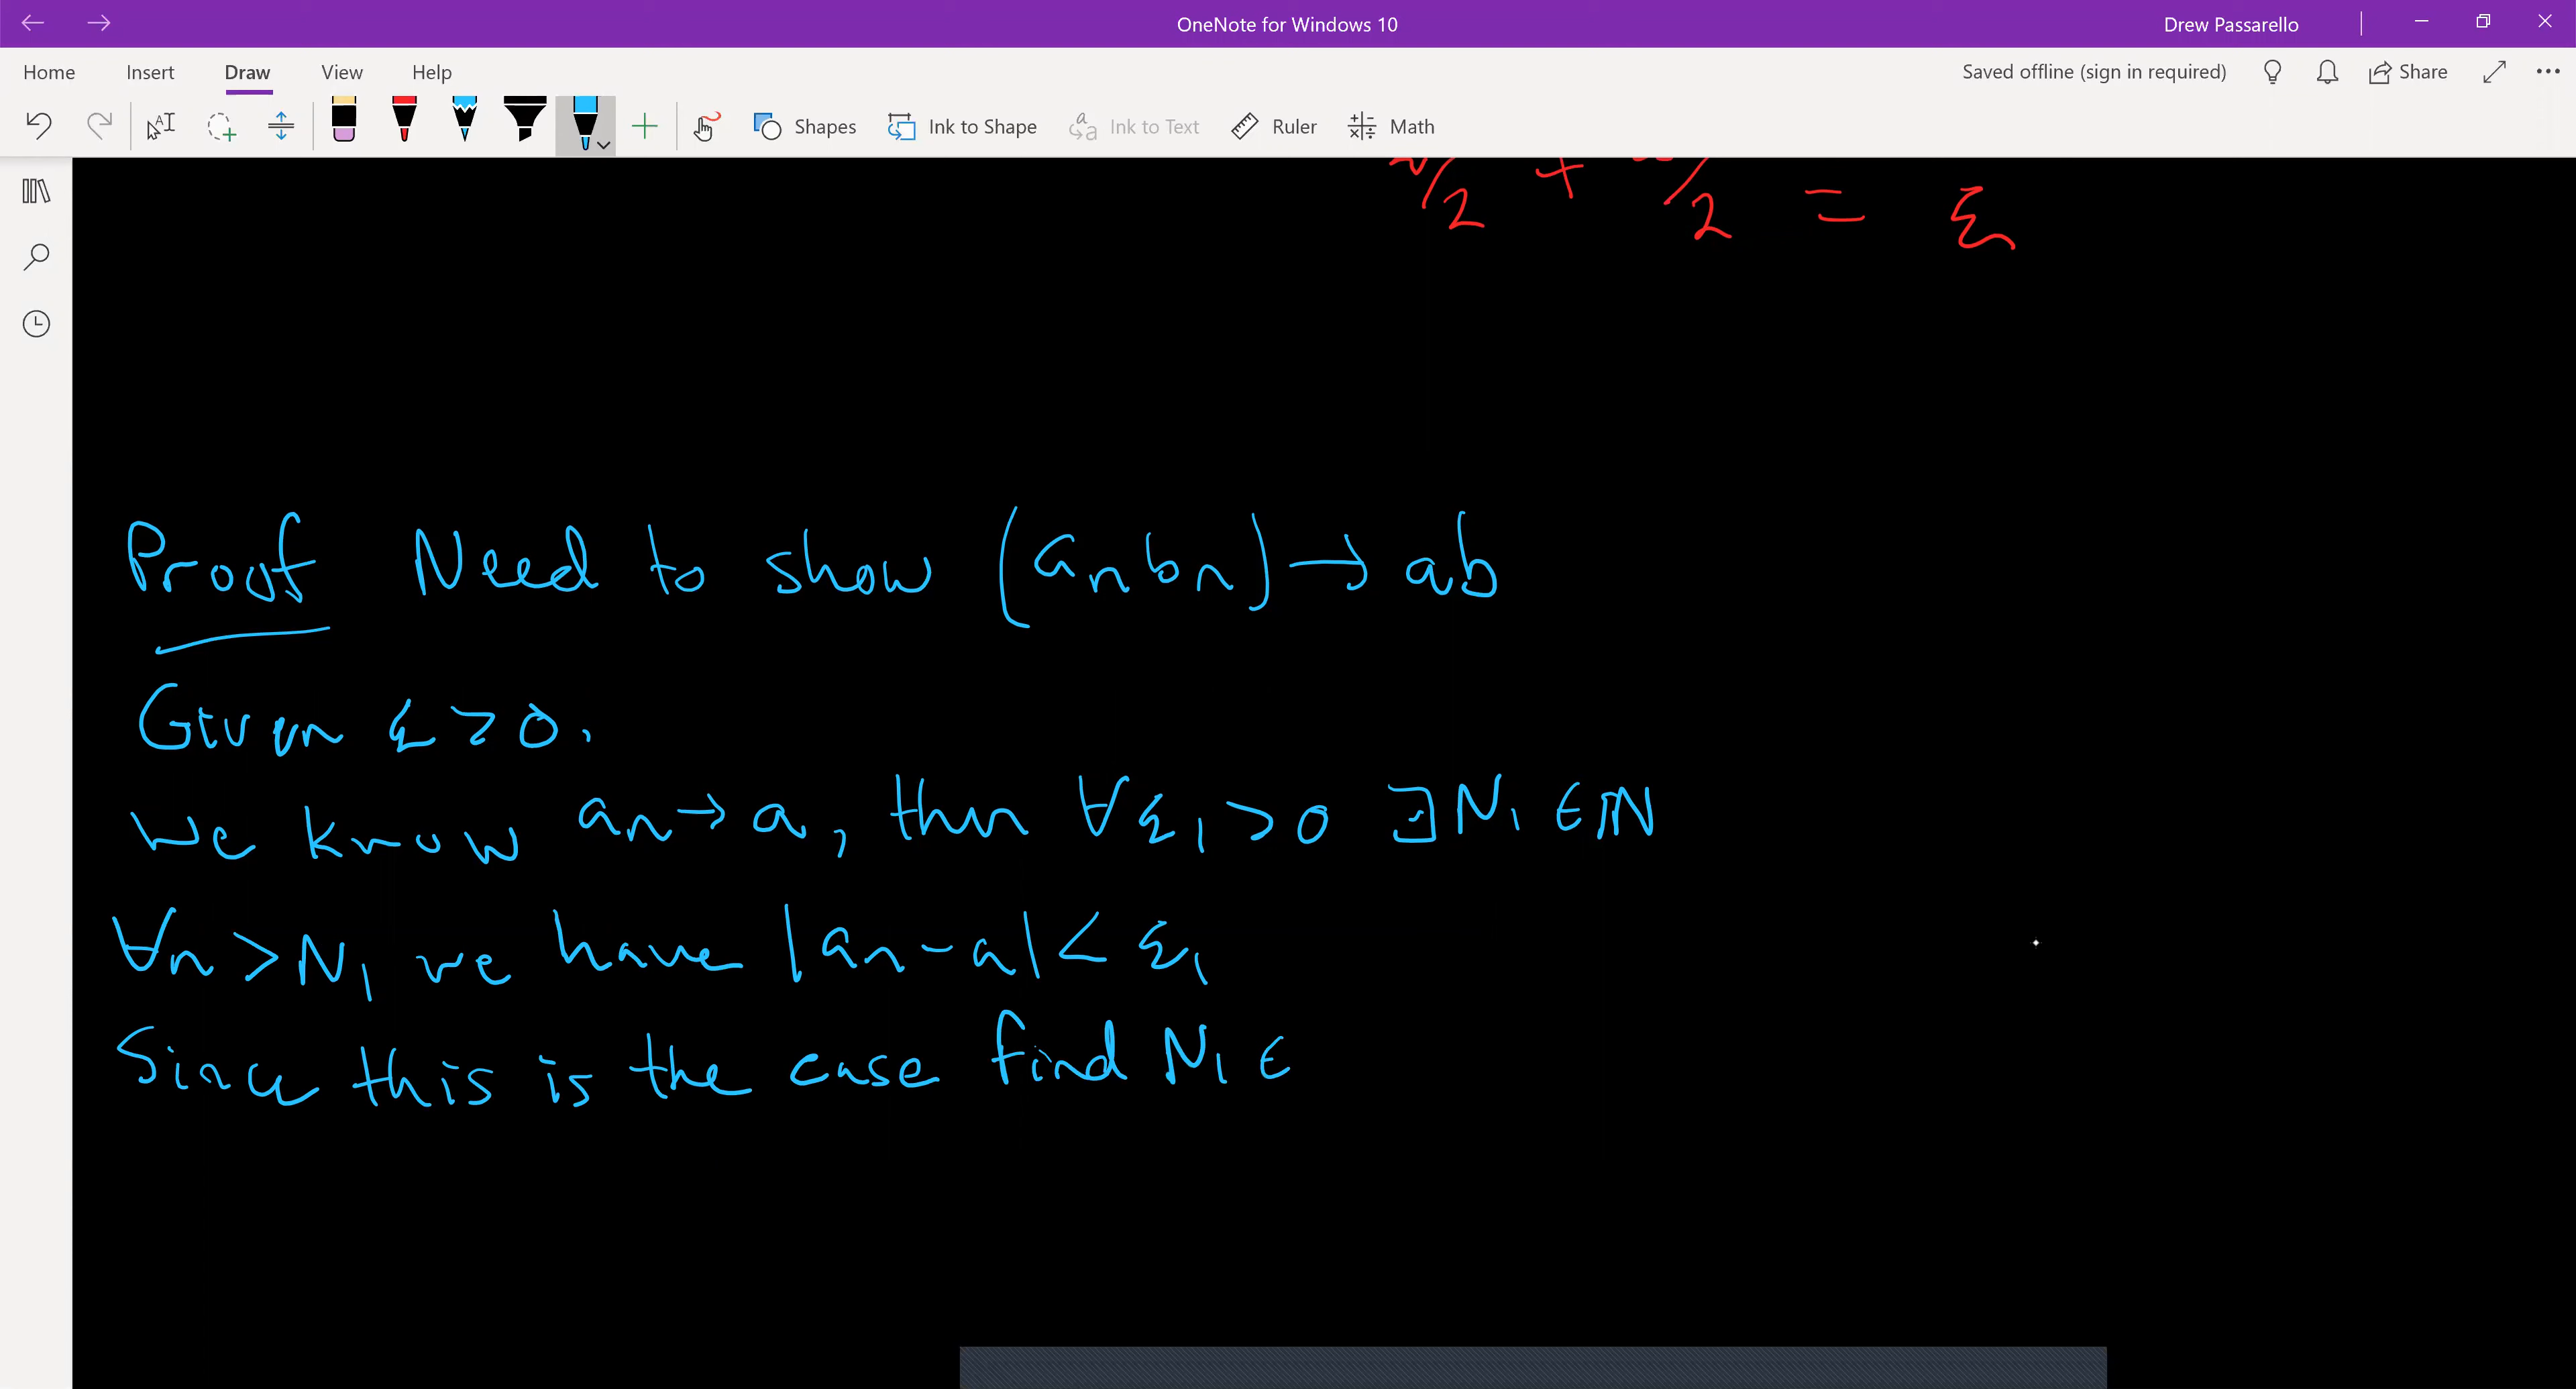 OneNote for Windows 10
Drew Passarello
Home Insert Draw View Help
Saved offline (sign in required) Share
Shapes Ink to Shape Ink to Text Ruler Math
/2 + /2 = ε
Proof Need to show (aₙbₙ) → ab
Given ε > 0.
We know aₙ → a, then ∀ε₁ > 0 ∃N₁ ∈ ℕ
∀n > N₁ we have |aₙ - a| < ε₁
Since this is the case find N₁ ∈